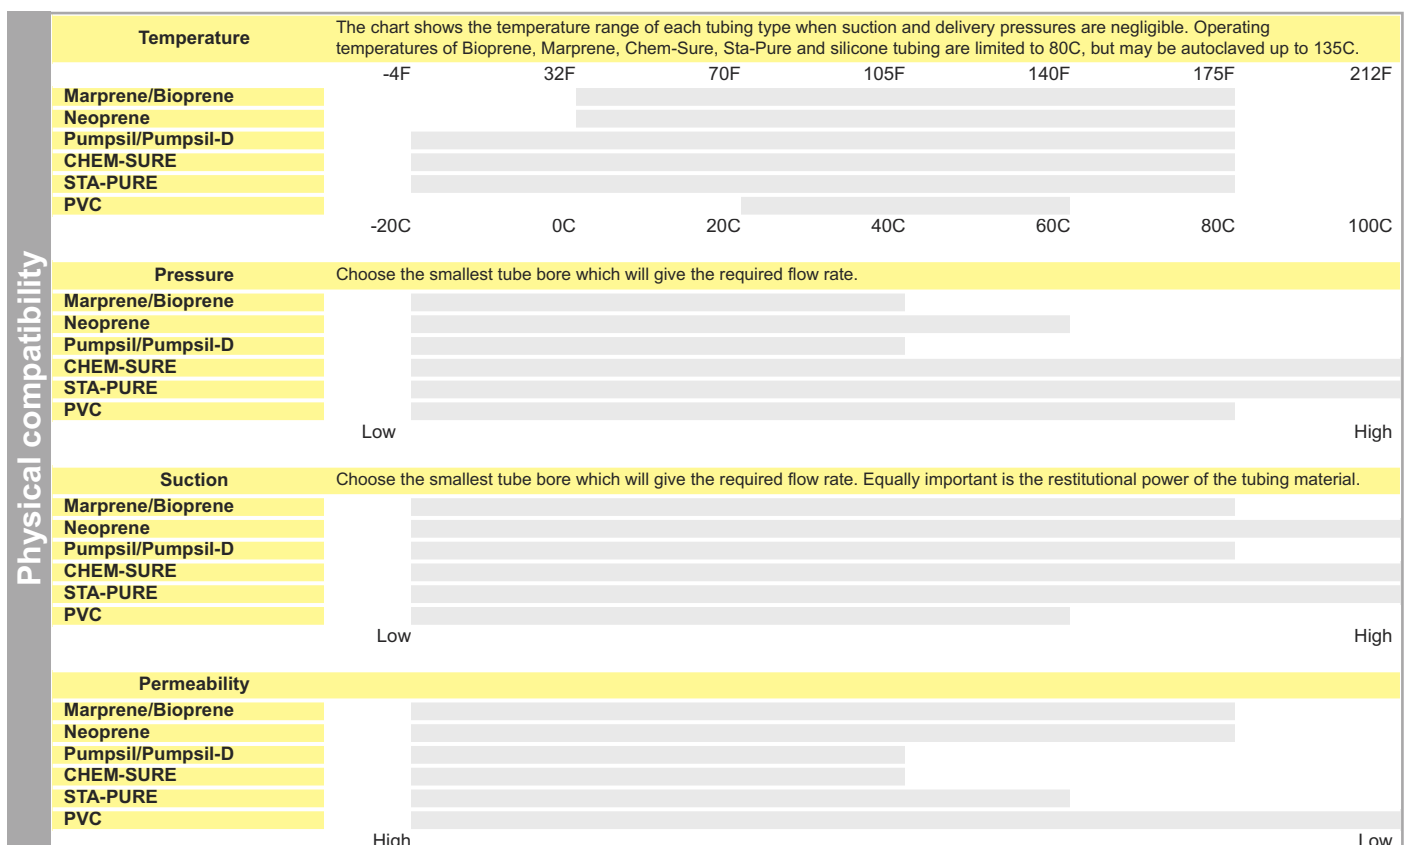 Physical compatibility
Temperature
The chart shows the temperature range of each tubing type when suction and delivery pressures are negligible. Operating
temperatures of Bioprene, Marprene, Chem-Sure, Sta-Pure and silicone tubing are limited to 80C, but may be autoclaved up to 135C.
-4F 32F 70F 105F 140F 175F 212F
Marprene/Bioprene
Neoprene
Pumpsil/Pumpsil-D
CHEM-SURE
STA-PURE
PVC
-20C 0C 20C 40C 60C 80C 100C
Pressure Choose the smallest tube bore which will give the required flow rate.
Marprene/Bioprene
Neoprene
Pumpsil/Pumpsil-D
CHEM-SURE
STA-PURE
PVC
Low High
Suction Choose the smallest tube bore which will give the required flow rate. Equally important is the restitutional power of the tubing material.
Marprene/Bioprene
Neoprene
Pumpsil/Pumpsil-D
CHEM-SURE
STA-PURE
PVC
Low High
Permeability
Marprene/Bioprene
Neoprene
Pumpsil/Pumpsil-D
CHEM-SURE
STA-PURE
PVC
High Low